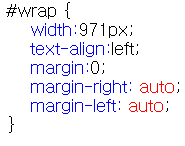 #wrap {
width:971px;
text-align:left;
margin:0;
margin-right: auto;
margin-left: auto;
}